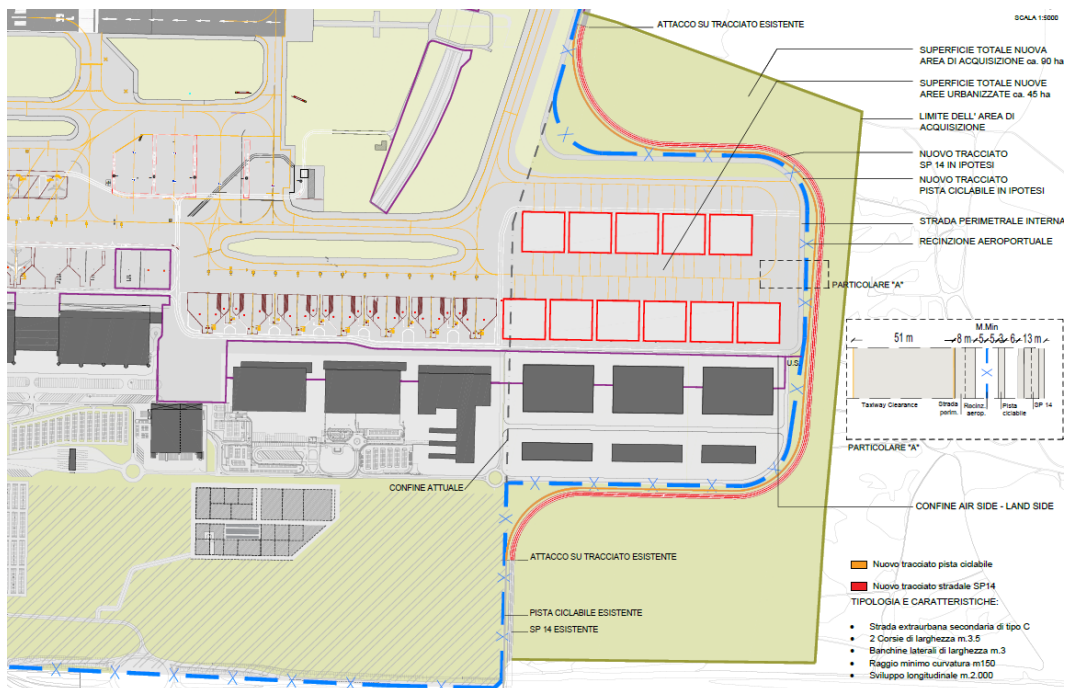 SCALA 1:5000
ATTACCO SU TRACCIATO ESISTENTE
SUPERFICIE TOTALE NUOVA
AREA DI ACQUISIZIONE ca. 90 ha
SUPERFICIE TOTALE NUOVE
AREE URBANIZZATE ca. 45 ha
LIMITE DELL' AREA DI
ACQUISIZIONE
NUOVO TRACCIATO
SP 14 IN IPOTESI
NUOVO TRACCIATO
PISTA CICLABILE IN IPOTESI
STRADA PERIMETRALE INTERNA
RECINZIONE AEROPORTUALE
PARTICOLARE "A"
M.Min
51 m
8 m
5
5
3
6
13 m
Taxiway Clearance
Strada
perim.
Recinz.
aerop.
Pista
ciclabile
SP 14
PARTICOLARE "A"
U.S.
CONFINE ATTUALE
CONFINE AIR SIDE - LAND SIDE
ATTACCO SU TRACCIATO ESISTENTE
PISTA CICLABILE ESISTENTE
SP 14 ESISTENTE
Nuovo tracciato pista ciclabile
Nuovo tracciato stradale SP14
TIPOLOGIA E CARATTERISTICHE:
• Strada extraurbana secondaria di tipo C
• 2 Corsie di larghezza m.3.5
• Banchine laterali di larghezza m.3
• Raggio minimo curvatura m150
• Sviluppo longitudinale m.2.000